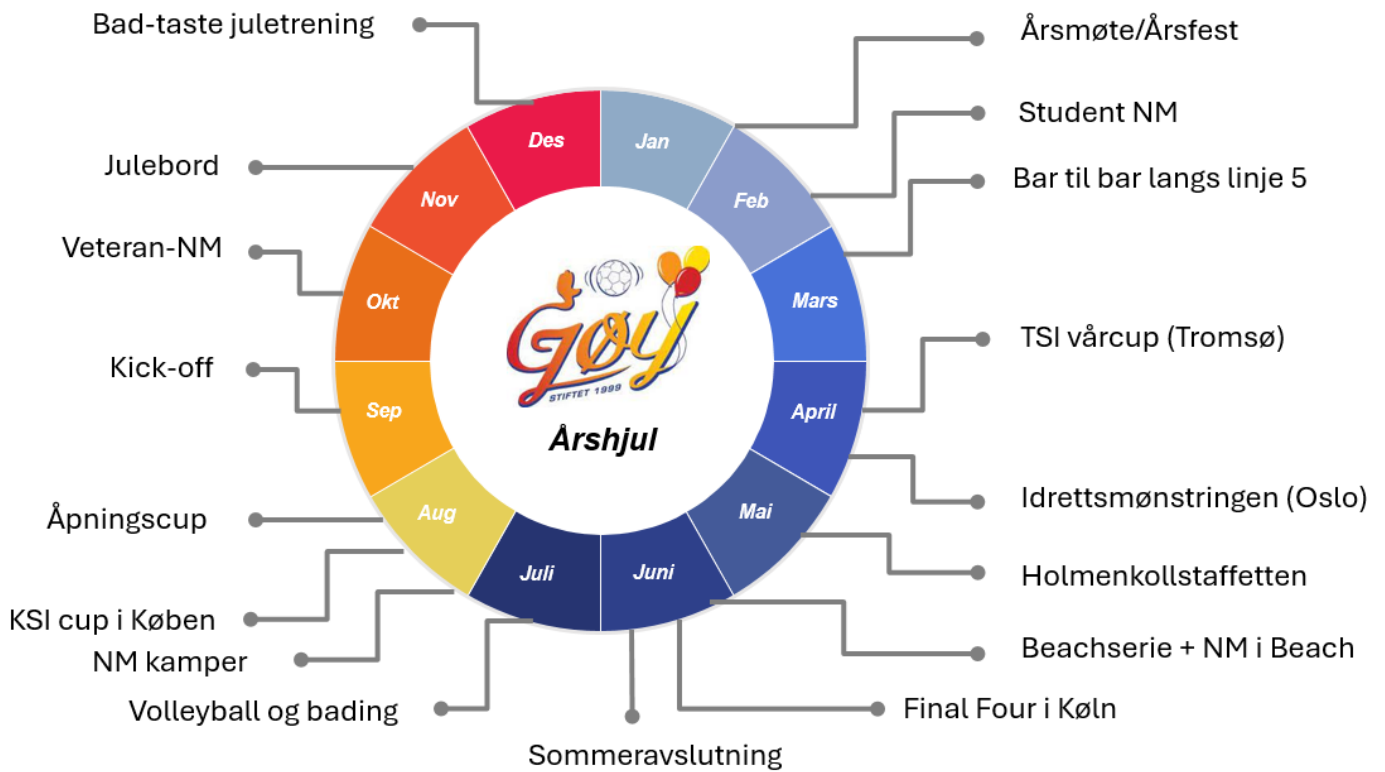 Bad-taste juletrening
Årsmøte/Årsfest
Student NM
Julebord
Bar til bar langs linje 5
Veteran-NM
TSI vårcup (Tromsø)
Kick-off
Idrettsmønstringen (Oslo)
Åpningscup
Holmenkollstaffetten
KSI cup i Køben
Beachserie + NM i Beach
NM kamper
Volleyball og bading
Final Four i Køln
Sommeravslutning
Jan
Feb
Mars
April
Mai
Juni
Juli
Aug
Sep
Okt
Nov
Des
GØY
STIFTET 1999
Årshjul